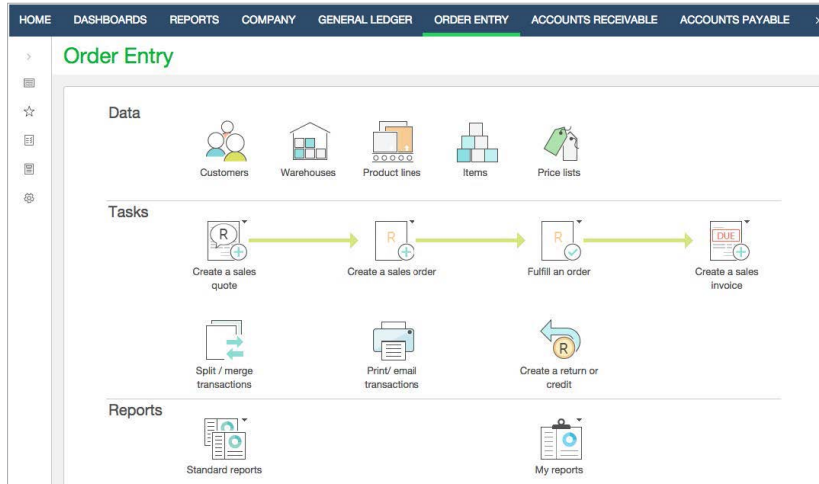 HOME DASHBOARDS REPORTS COMPANY GENERAL LEDGER ORDER ENTRY ACCOUNTS RECEIVABLE ACCOUNTS PAYABLE
Order Entry
Data
Customers Warehouses Product lines Items Price lists
Tasks
R R R DUE
Create a sales quote Create a sales order Fulfill an order Create a sales invoice
R
Split / merge transactions Print/ email transactions Create a return or credit
Reports
Standard reports My reports